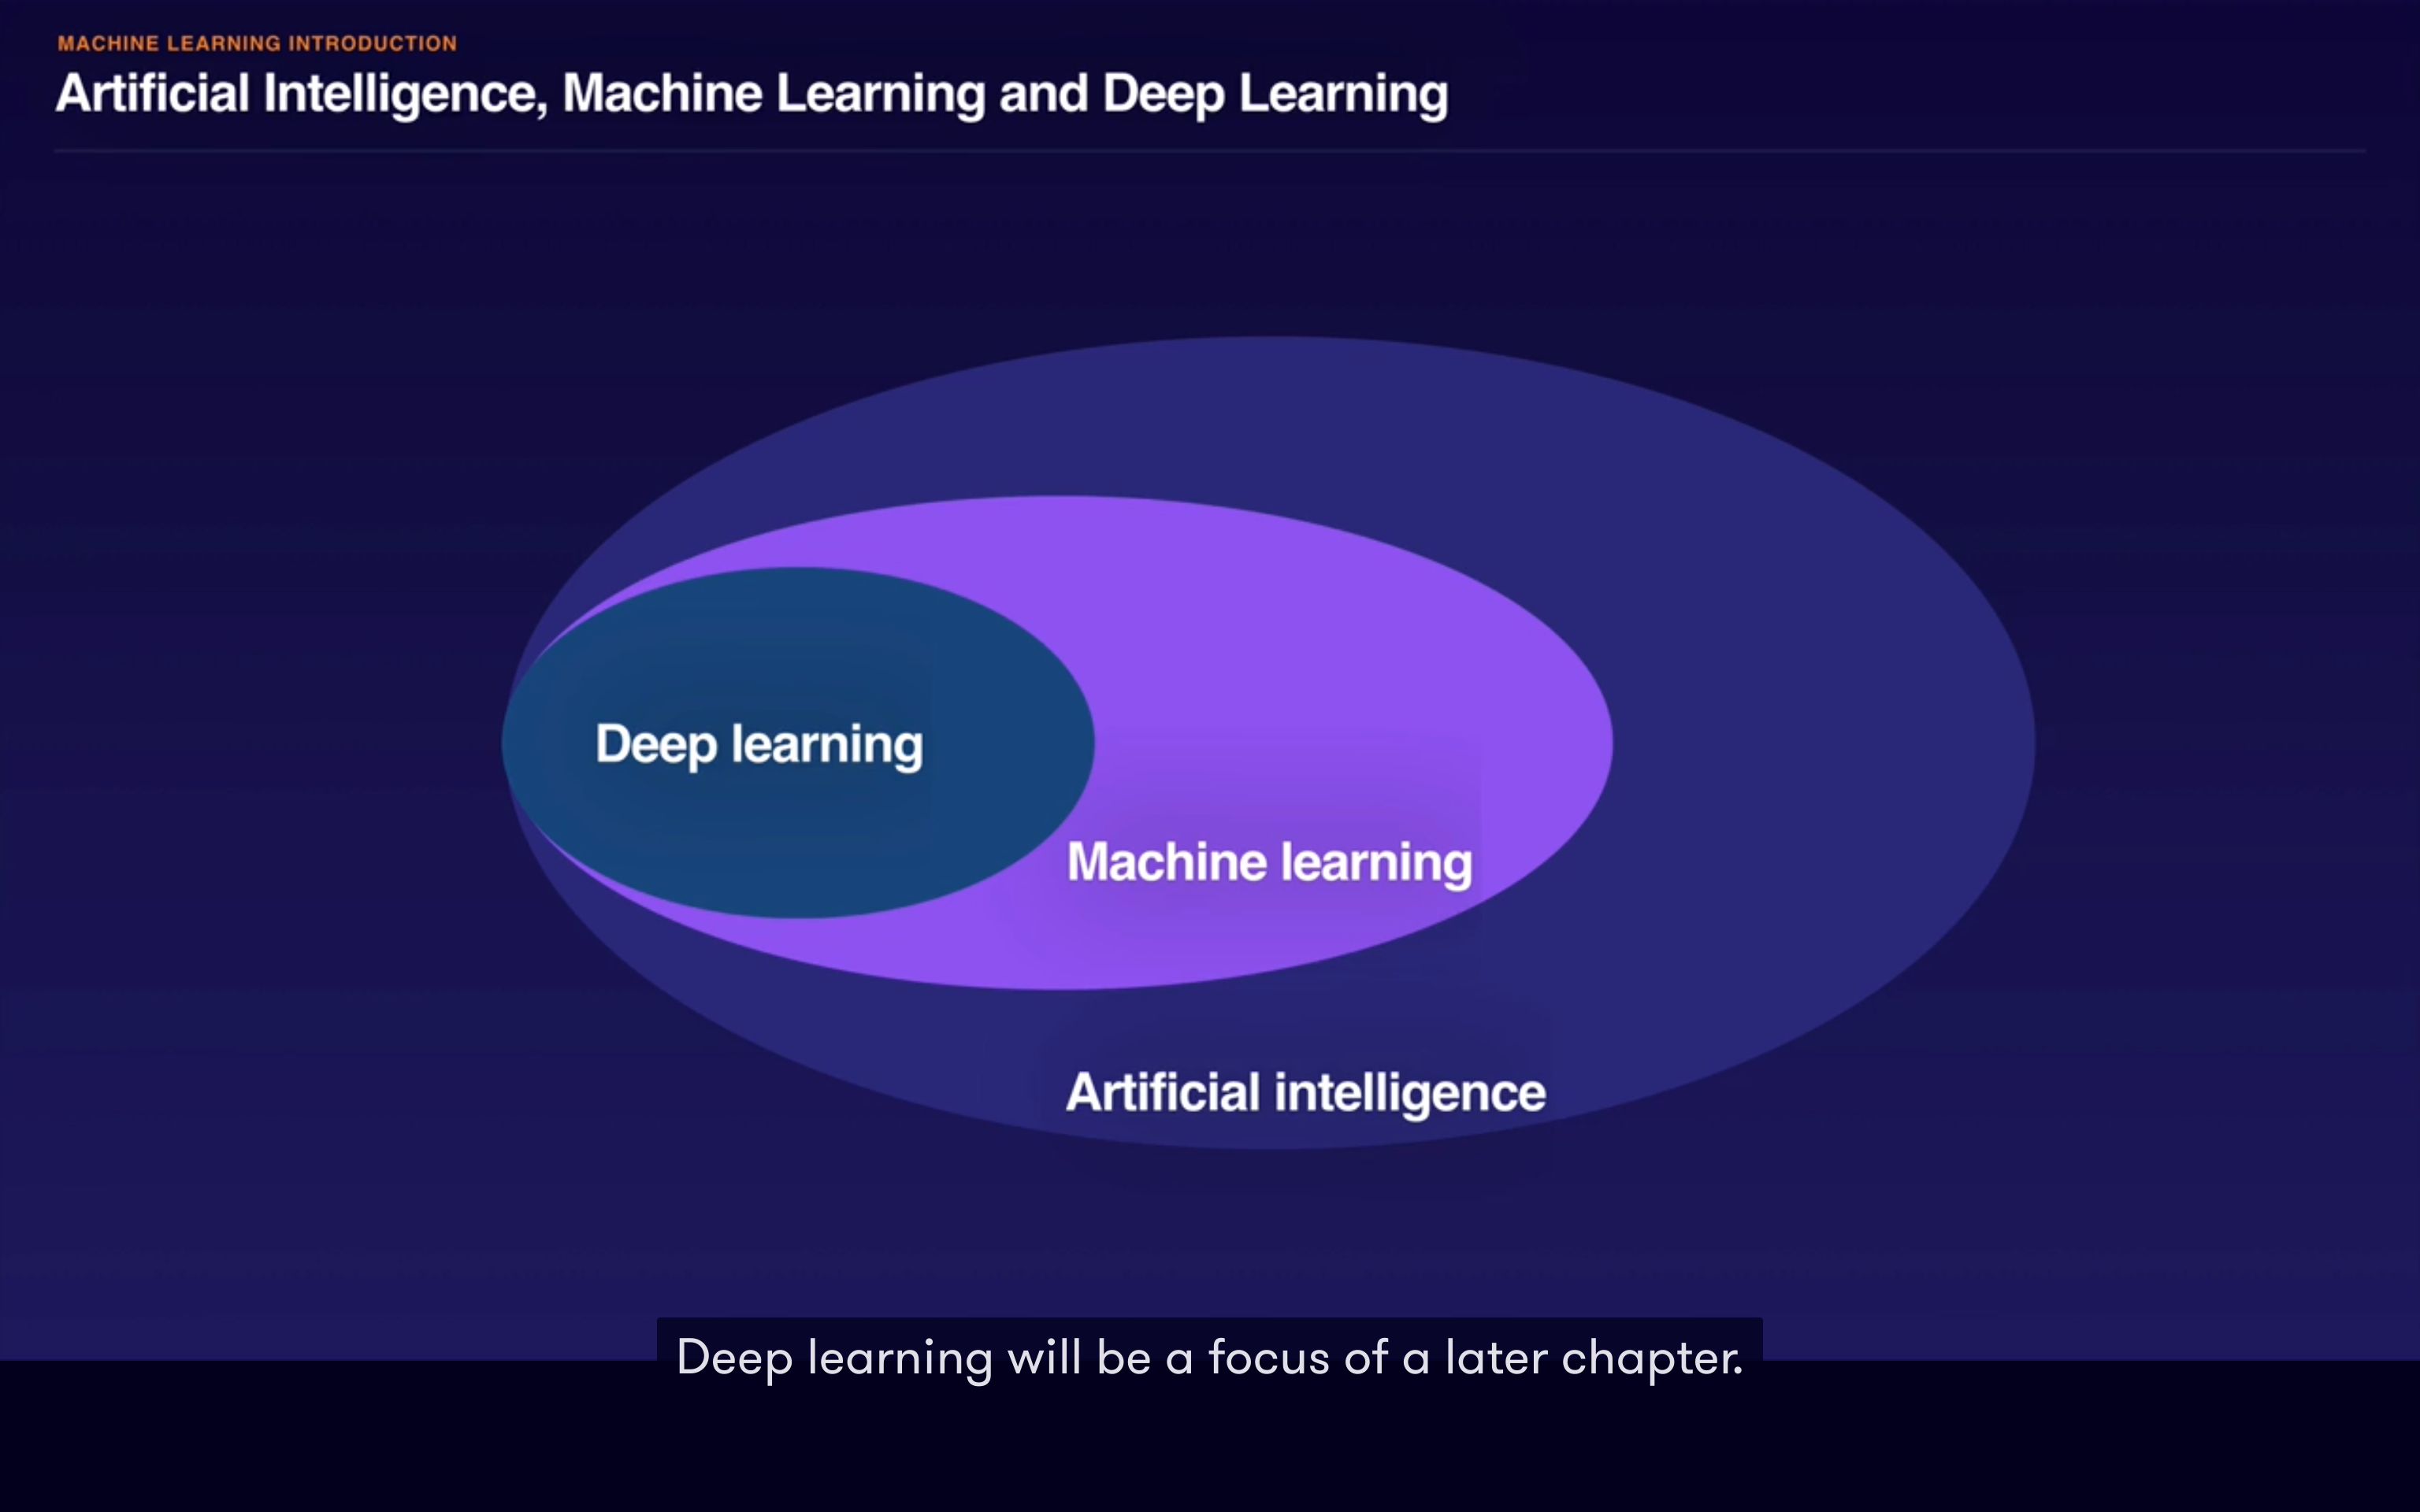 MACHINE LEARNING INTRODUCTION
Artificial Intelligence, Machine Learning and Deep Learning
Deep learning
Machine learning
Artificial intelligence
Deep learning will be a focus of a later chapter.